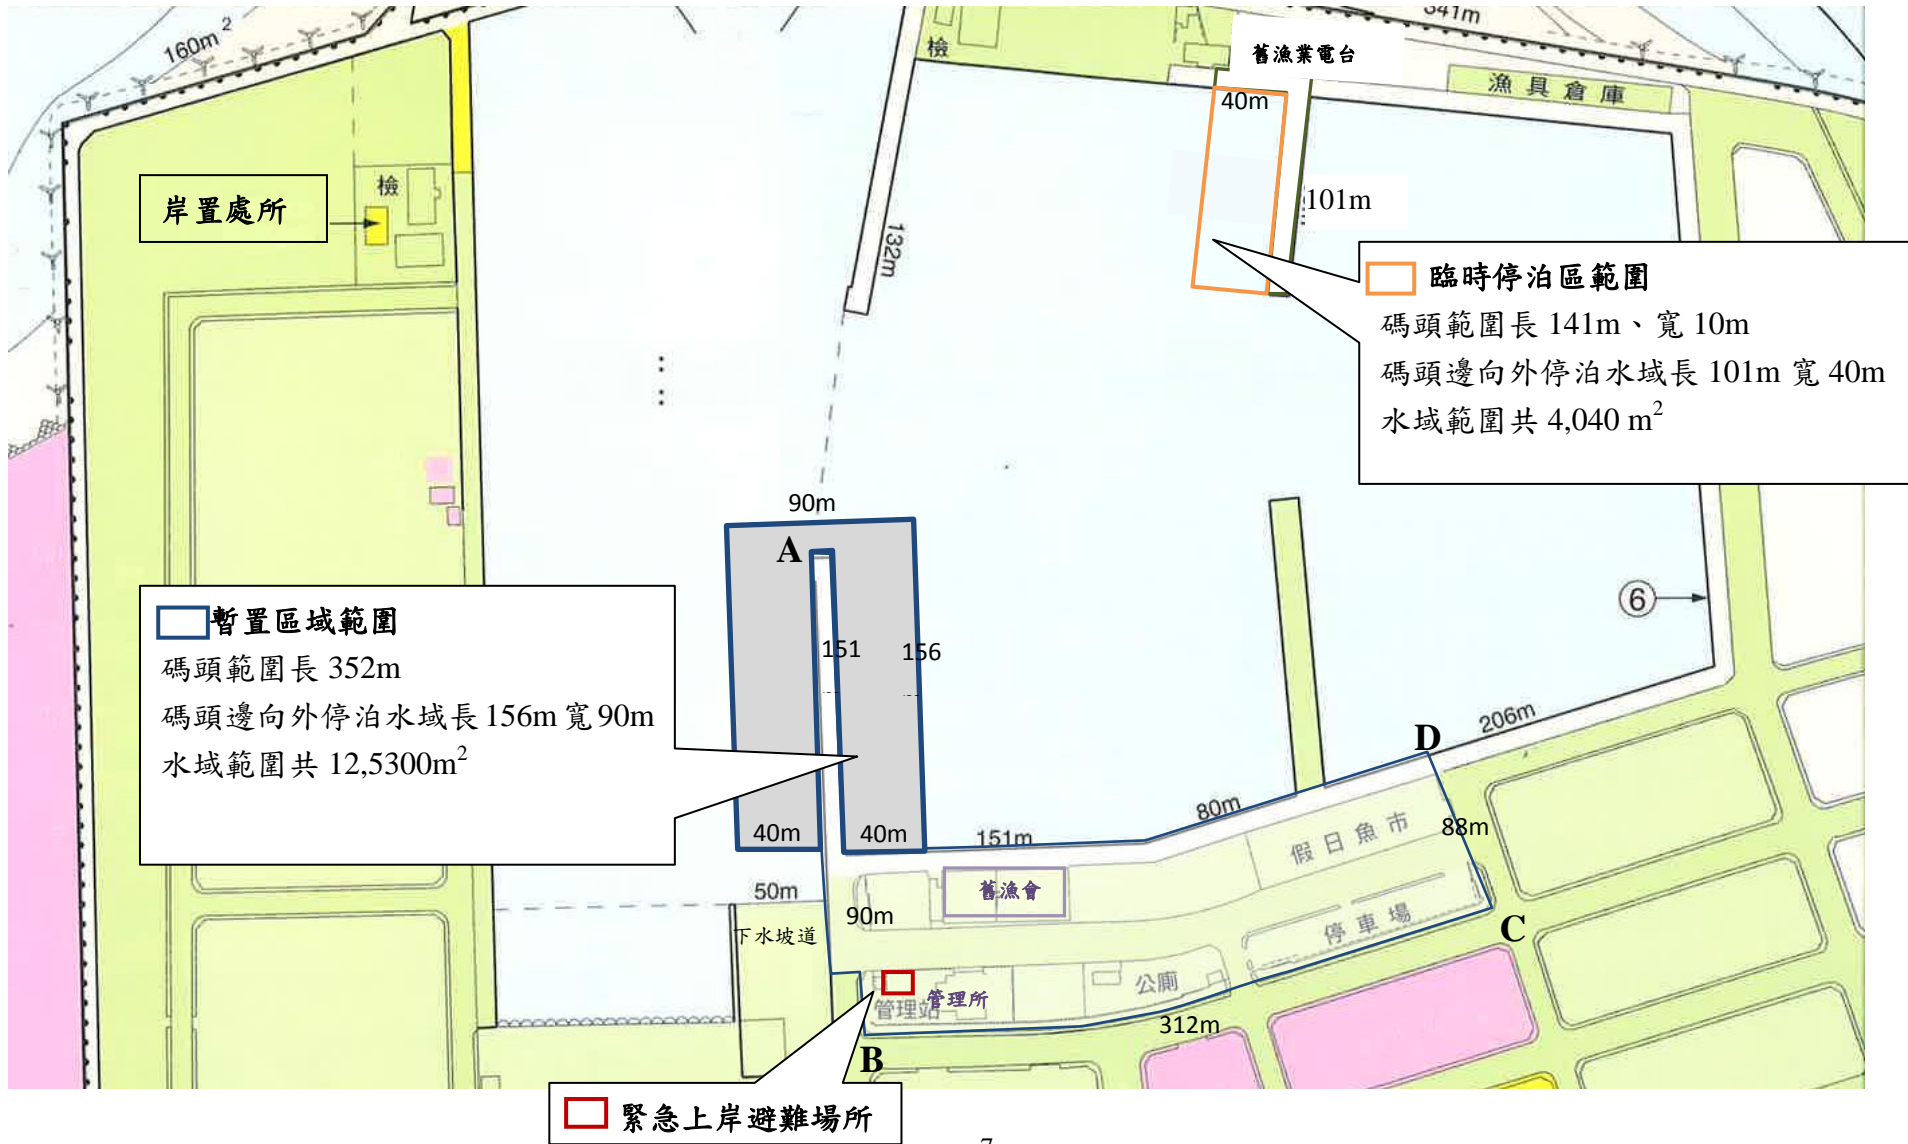 160m²
檢
341m
舊漁業電台
漁具倉庫
40m
檢
岸置處所
132m
101m
臨時停泊區範圍
碼頭範圍長 141m、寬 10m
碼頭邊向外停泊水域長 101m 寬 40m
水域範圍共 4,040 m²
90m
A
暫置區域範圍
碼頭範圍長 352m
碼頭邊向外停泊水域長 156m 寬 90m
水域範圍共 12,5300m²
151
156
6
206m
D
80m
40m
40m
151m
88m
假日魚市
50m
90m
舊漁會
下水坡道
停車場
C
公廁
管理所
管理站
312m
B
緊急上岸避難場所
7